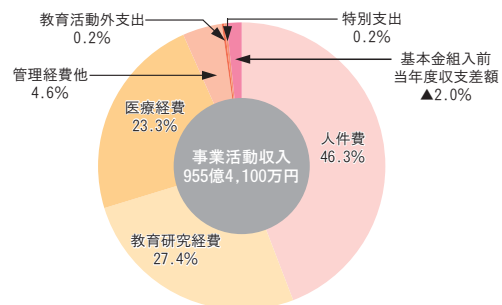 教育活動外支出
0.2%
特別支出
0.2%
管理経費他
4.6%
基本金組入前
当年度収支差額
▲2.0%
医療経費
23.3%
人件費
46.3%
事業活動収入
955億4,100万円
教育研究経費
27.4%